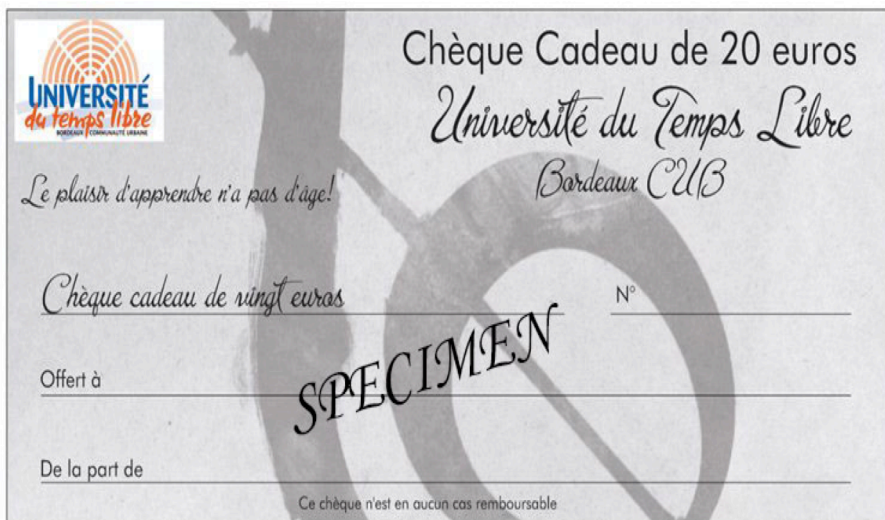 UNIVERSITÉ
du temps libre
BORDEAUX COMMUNAUTÉ URBAINE
Chèque Cadeau de 20 euros
Université du Temps Libre
Bordeaux CUB
Le plaisir d'apprendre n'a pas d'âge!
Chèque cadeau de vingt euros
N°
SPECIMEN
Offert à
De la part de
Ce chèque n'est en aucun cas remboursable